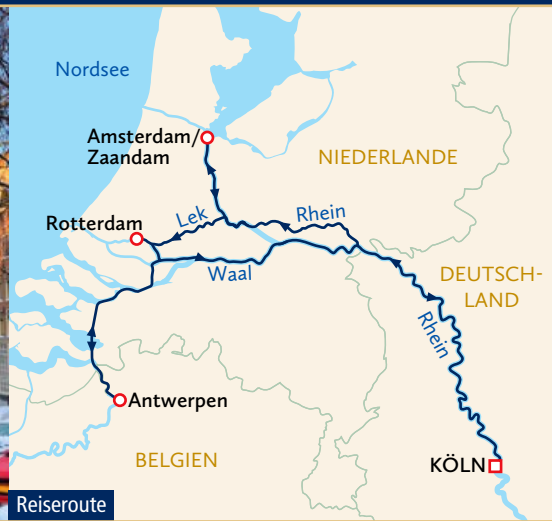 Nordsee
Amsterdam/
Zaandam
NIEDERLANDE
Rotterdam
Lek
Rhein
Waal
DEUTSCH-
LAND
Rhein
Antwerpen
BELGIEN
KÖLN
Reiseroute